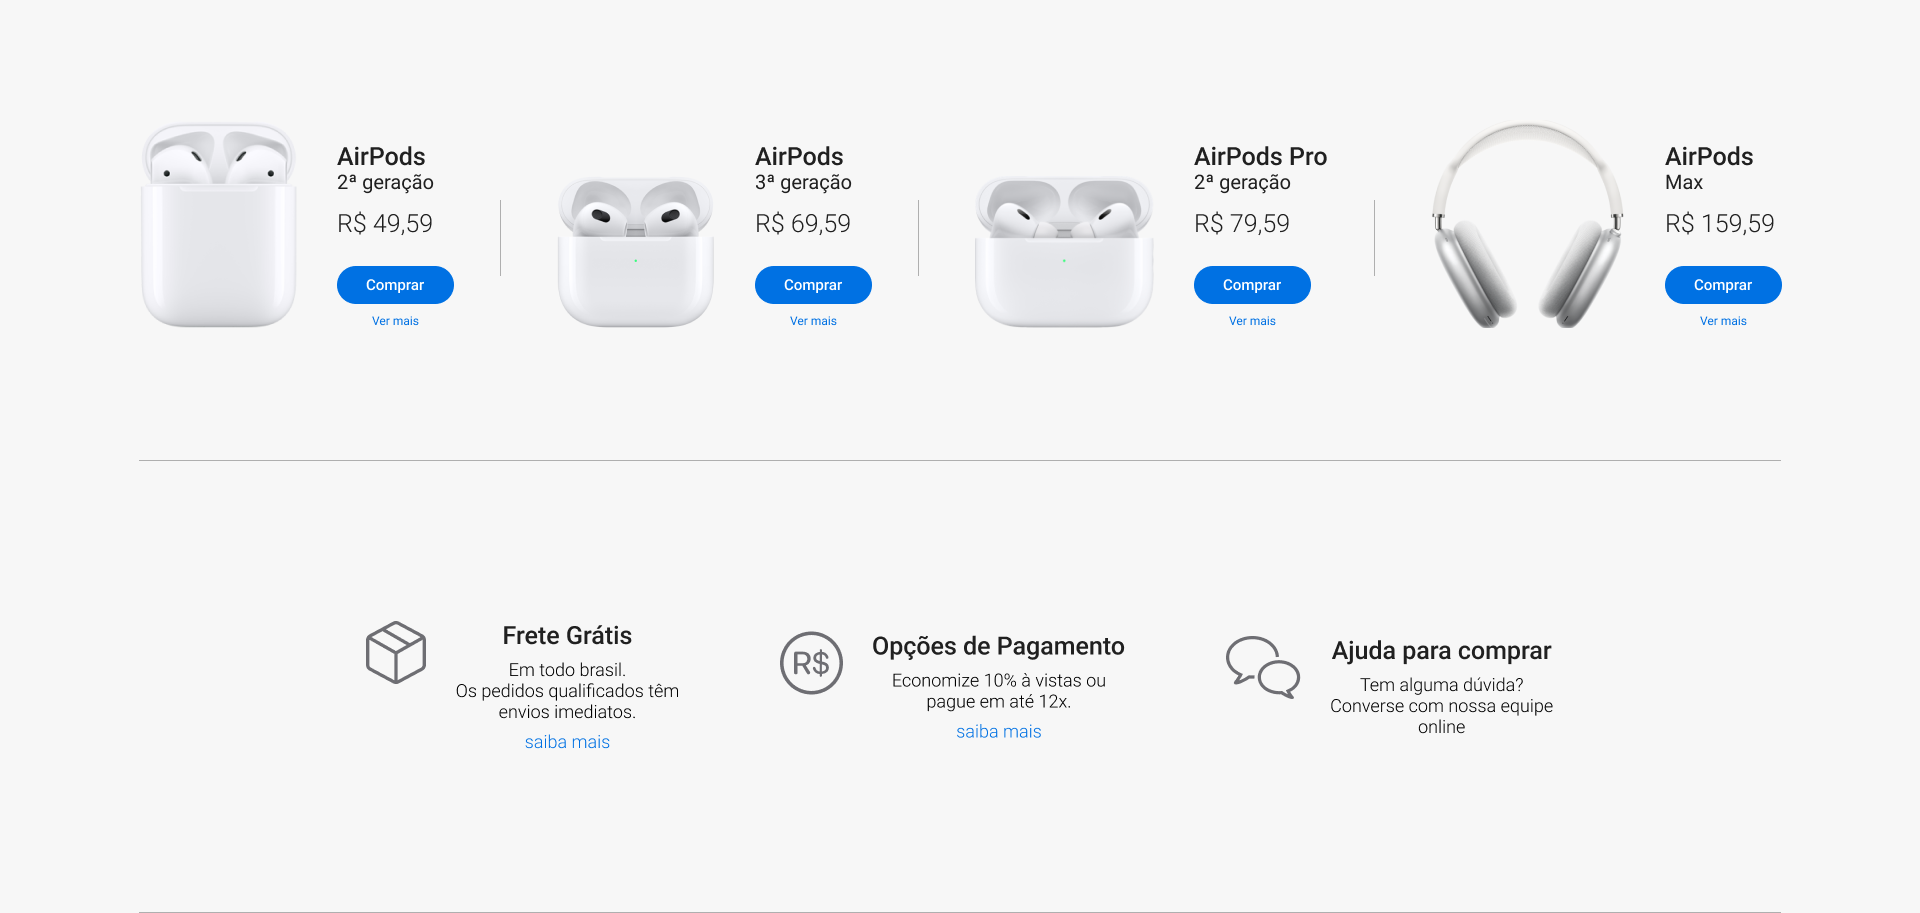 AirPods
2ª geração
R$ 49,59
Comprar
Ver mais
AirPods
3ª geração
R$ 69,59
Comprar
Ver mais
AirPods Pro
2ª geração
R$ 79,59
Comprar
Ver mais
AirPods
Max
R$ 159,59
Comprar
Ver mais
Frete Grátis
Em todo brasil.
Os pedidos qualificados têm
envios imediatos.
saiba mais
R$
Opções de Pagamento
Economize 10% à vistas ou
pague em até 12x.
saiba mais
Ajuda para comprar
Tem alguma dúvida?
Converse com nossa equipe
online